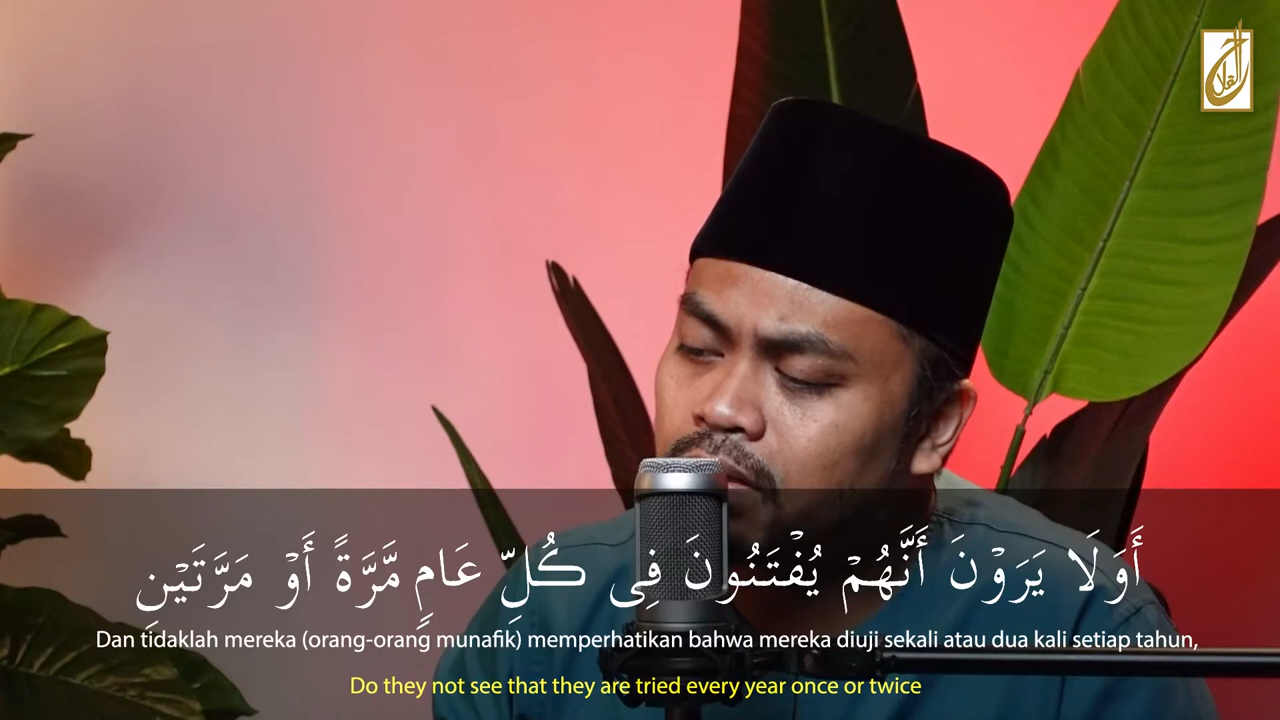 العلا
أَوَلَا يَرَوْنَ أَنَّهُمْ يُفْتَنُونَ فِى كُلِّ عَامٍ مَّرَّةً أَوْ مَرَّتَيْنِ
Dan tidaklah mereka (orang-orang munafik) memperhatikan bahwa mereka diuji sekali atau dua kali setiap tahun,
Do they not see that they are tried every year once or twice